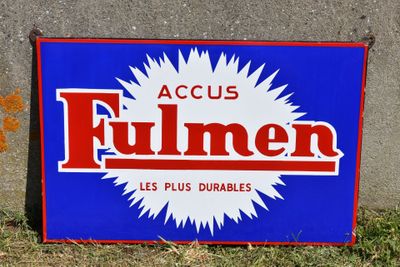 ACCUS
Fulmen
LES PLUS DURABLES